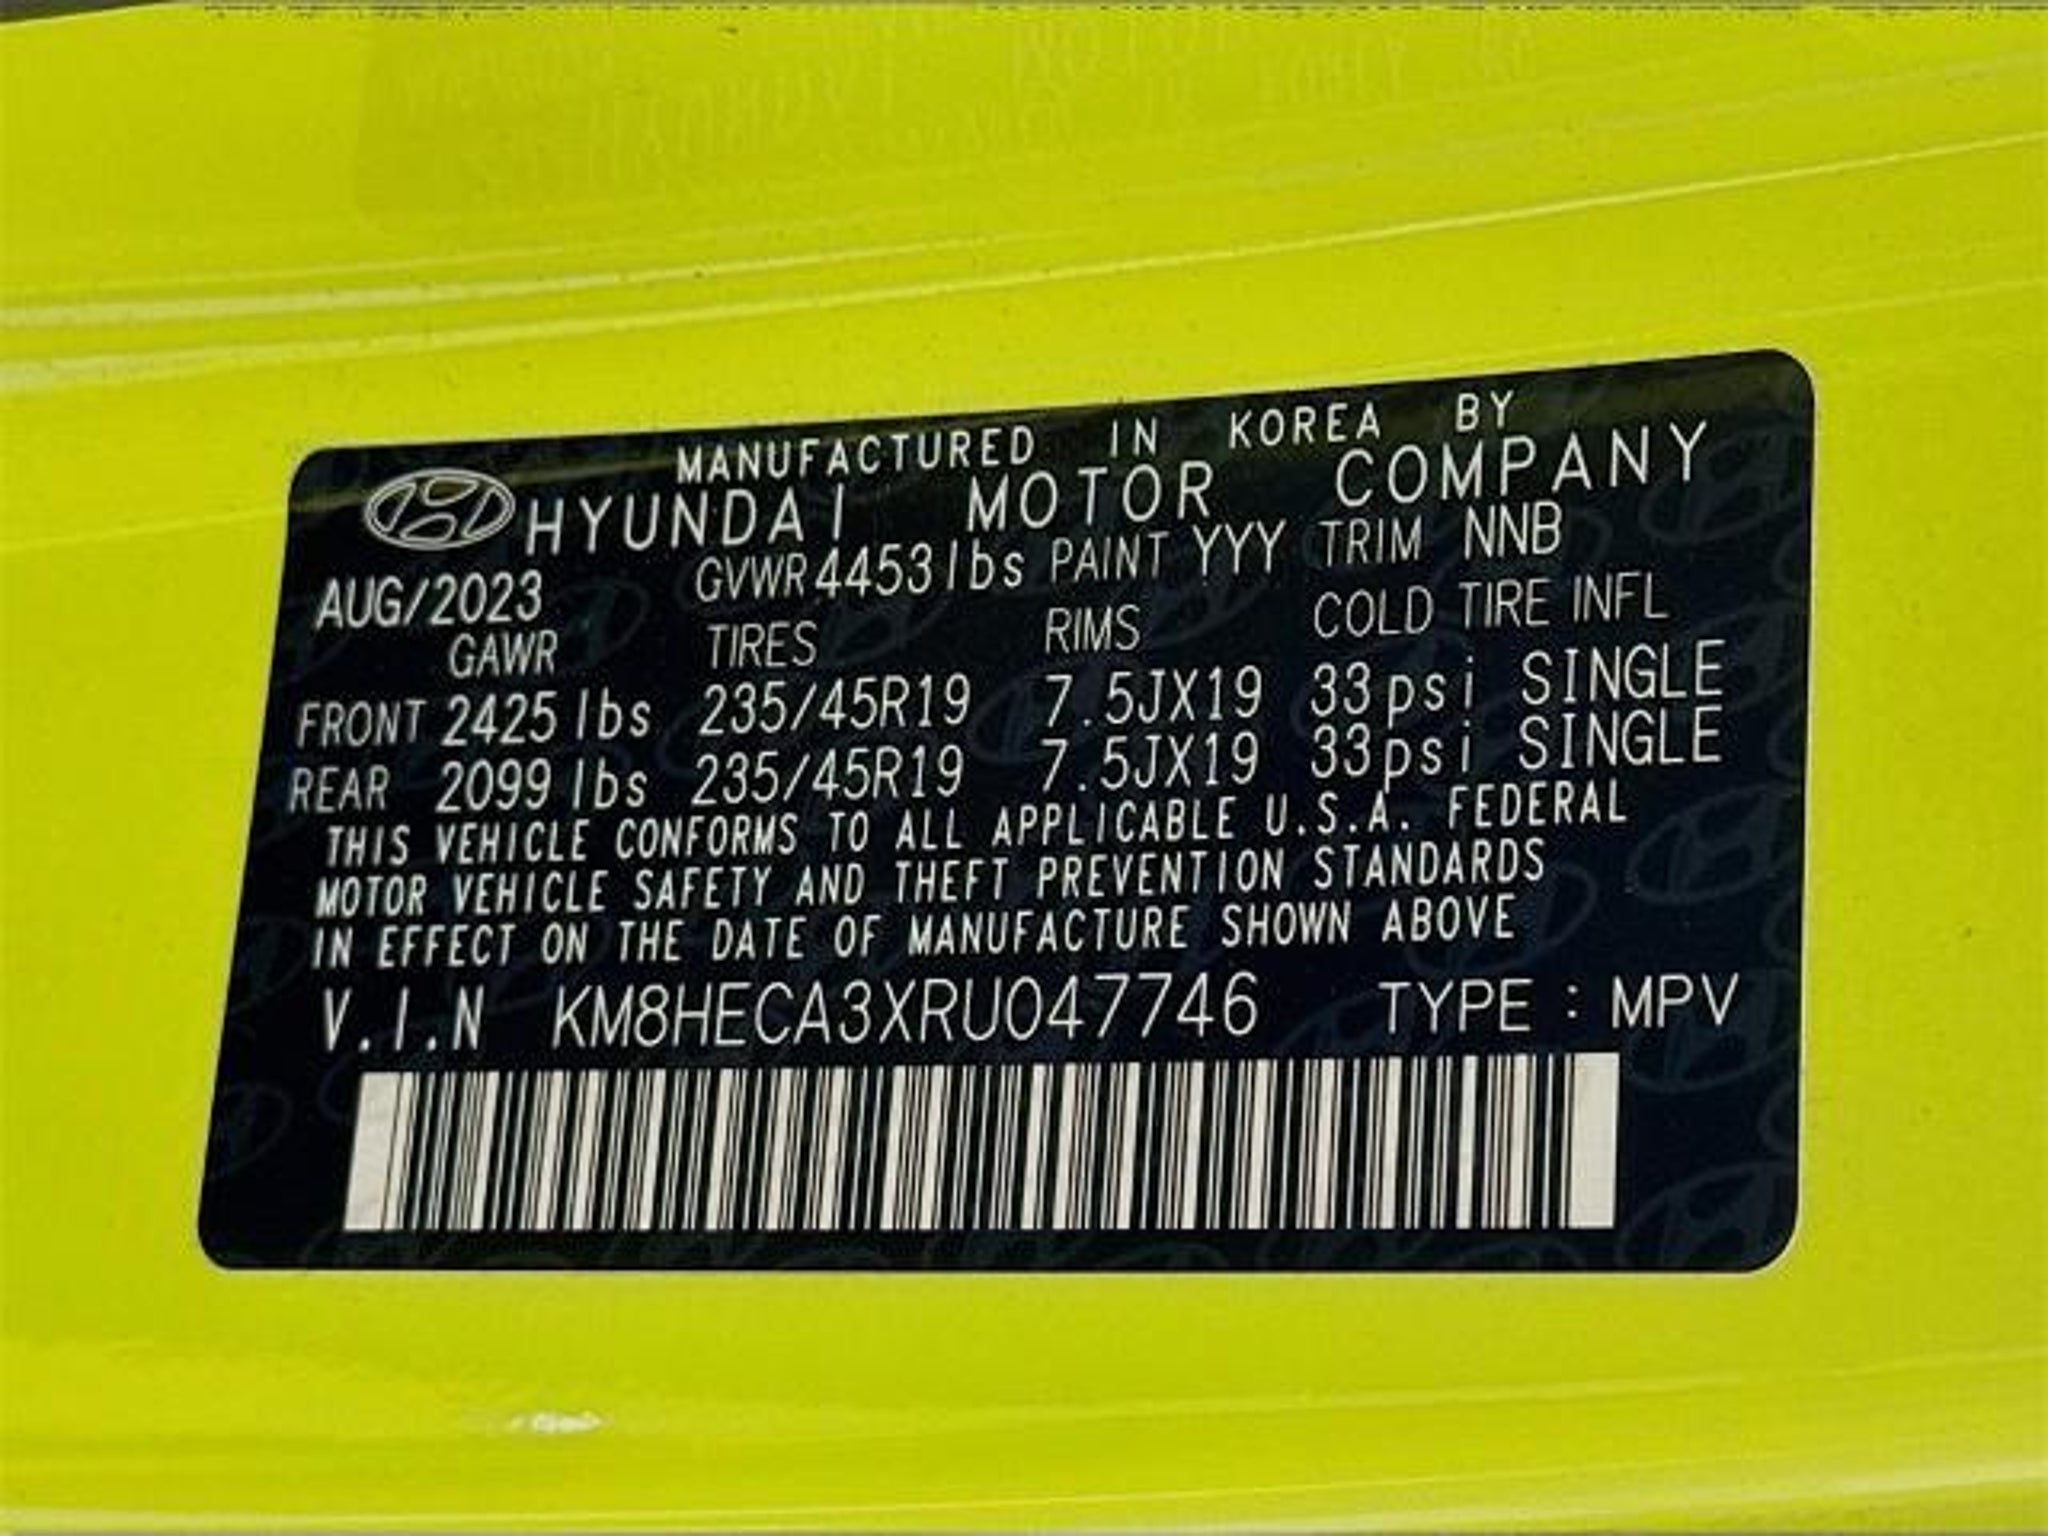 MANUFACTURED IN KOREA BY
HYUNDAI MOTOR COMPANY
AUG/2023 GVWR 4453 lbs PAINT YYY TRIM NNB
GAWR TIRES RIMS COLD TIRE INFL
FRONT 2425 lbs 235/45R19 7.5JX19 33psi SINGLE
REAR 2099 lbs 235/45R19 7.5JX19 33psi SINGLE
THIS VEHICLE CONFORMS TO ALL APPLICABLE U.S.A. FEDERAL
MOTOR VEHICLE SAFETY AND THEFT PREVENTION STANDARDS
IN EFFECT ON THE DATE OF MANUFACTURE SHOWN ABOVE
V.I.N KM8HECA3XRU047746 TYPE : MPV